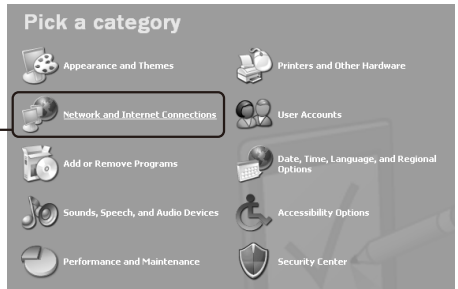 Pick a category
Appearance and Themes
Printers and Other Hardware
Network and Internet Connections
User Accounts
Add or Remove Programs
Date, Time, Language, and Regional
Options
Sounds, Speech, and Audio Devices
Accessibility Options
Performance and Maintenance
Security Center